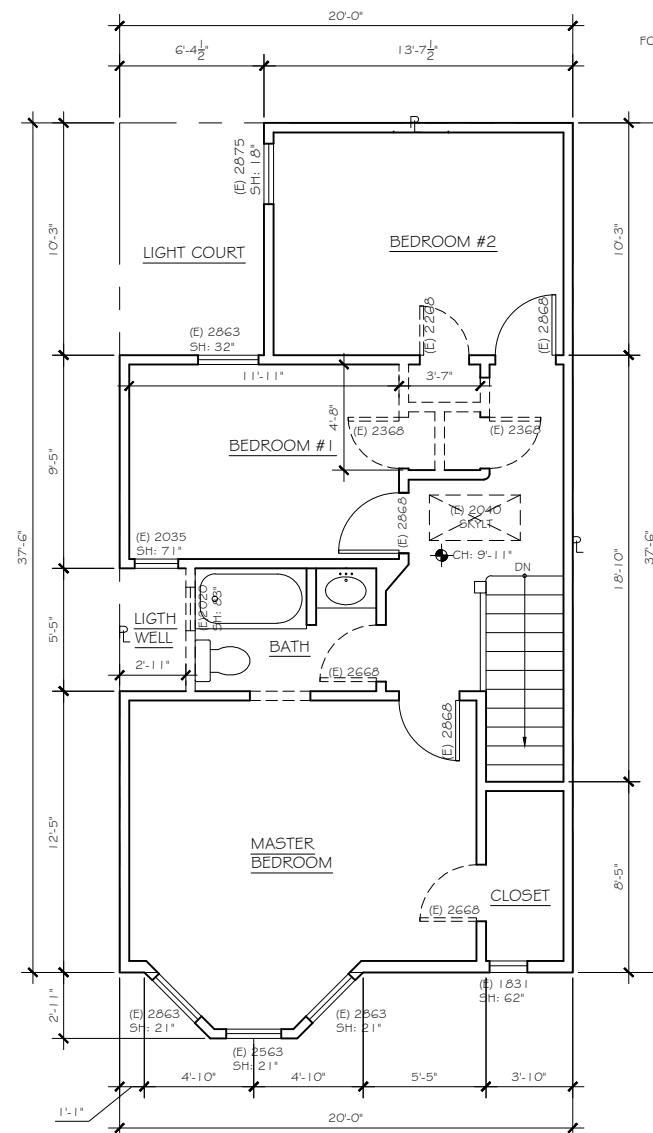 20'-0"
6'-4½"
13'-7½"
FO
(E) 2875
SH: 18"
10'-3"
10'-3"
BEDROOM #2
LIGHT COURT
(E) 2268
(E) 2868
(E) 2863
SH: 32"
11'-11"
3'-7"
4'-8"
(E) 2368
(E) 2368
BEDROOM #1
9'-5"
(E) 2868
(E) 2040
SKYLT
(E) 2035
SH: 71"
CH: 9'-11"
37'-6"
37'-6"
DN
18'-10"
(E) 2020
SH: 68"
LIGTH
WELL
5'-5"
BATH
2'-11"
(E) 2668
(E) 2868
12'-5"
MASTER
BEDROOM
8'-5"
CLOSET
(E) 2668
(E) 1831
SH: 62"
2'-11"
(E) 2863
SH: 21"
(E) 2863
SH: 21"
(E) 2563
SH: 21"
4'-10"
4'-10"
5'-5"
3'-10"
1'-1"
20'-0"